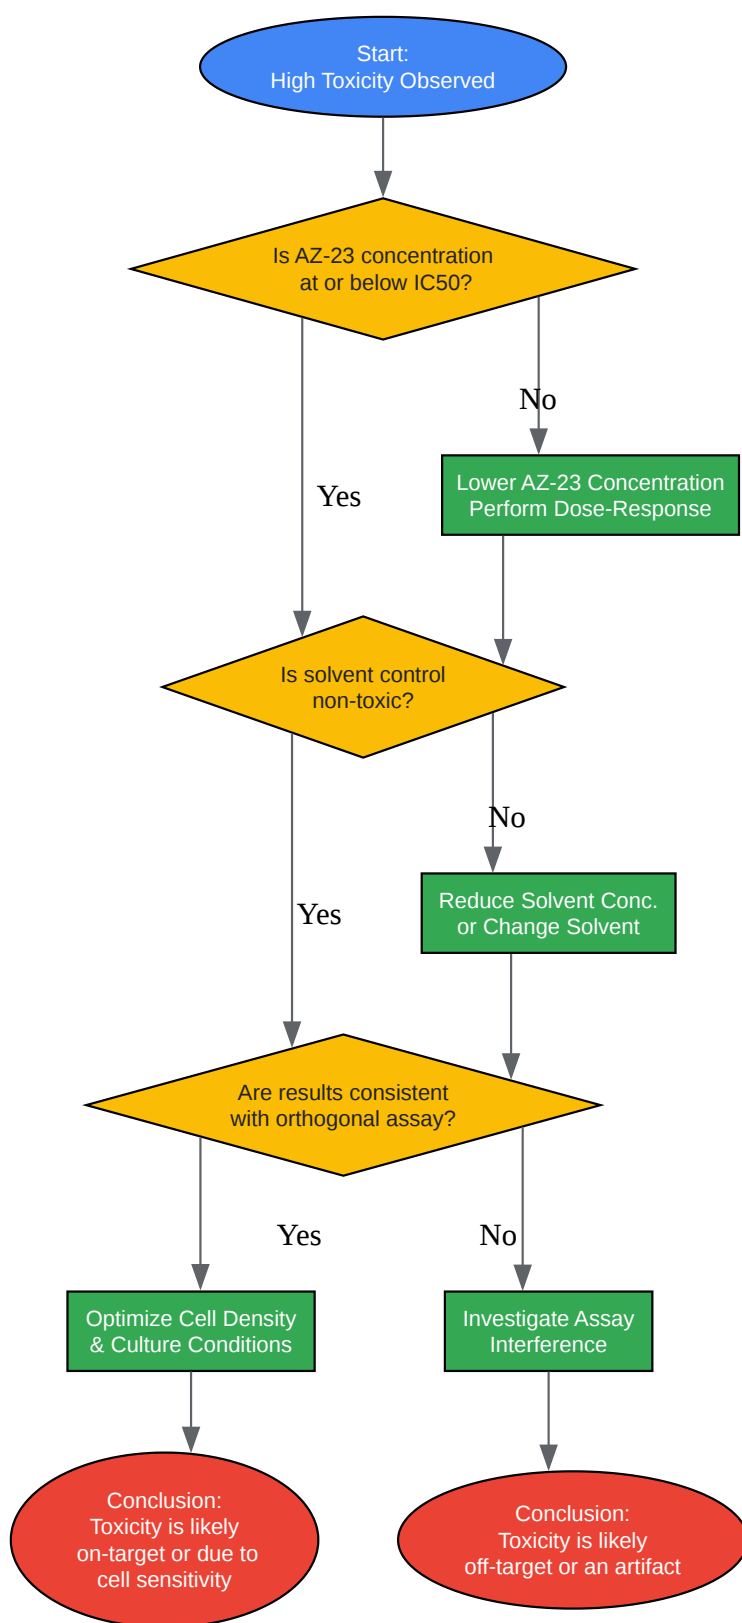 Start:
High Toxicity Observed
Is AZ-23 concentration
at or below IC50?
No
Yes
Lower AZ-23 Concentration
Perform Dose-Response
Is solvent control
non-toxic?
No
Yes
Reduce Solvent Conc.
or Change Solvent
Are results consistent
with orthogonal assay?
Yes
No
Optimize Cell Density
& Culture Conditions
Investigate Assay
Interference
Conclusion:
Toxicity is likely
on-target or due to
cell sensitivity
Conclusion:
Toxicity is likely
off-target or an artifact